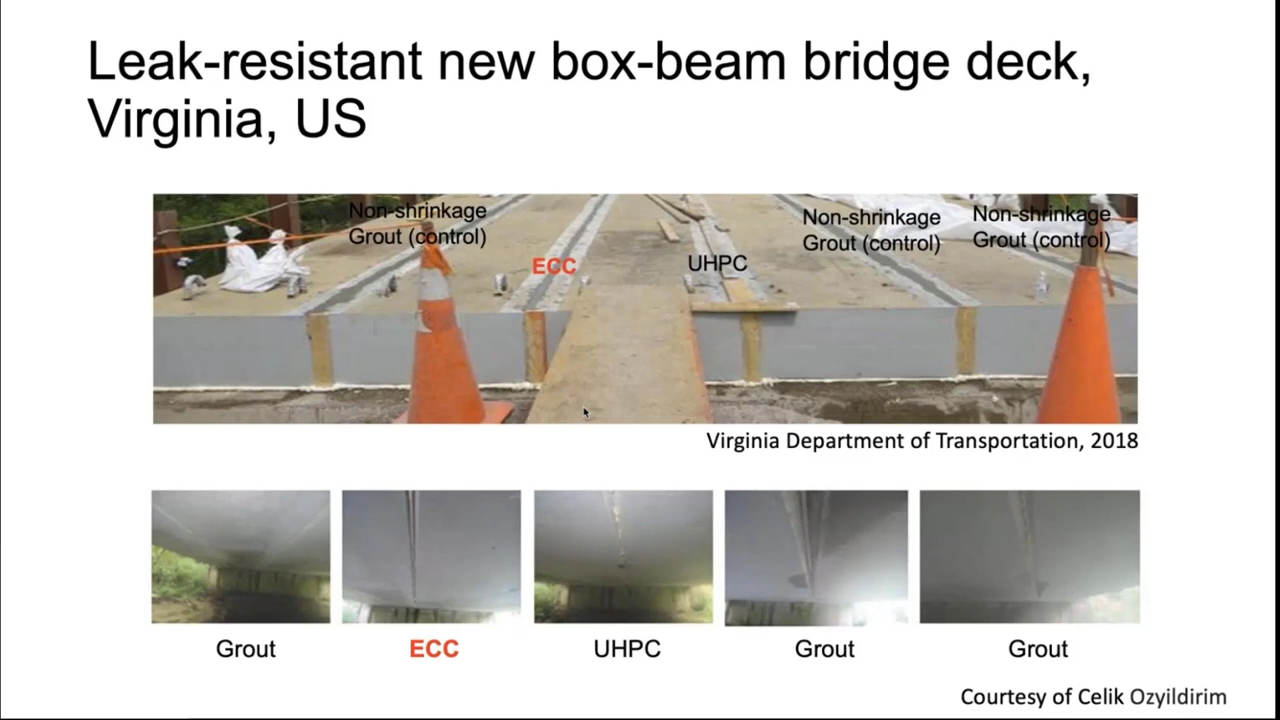 Leak-resistant new box-beam bridge deck,
Virginia, US
Non-shrinkage
Grout (control)
ECC
UHPC
Non-shrinkage
Grout (control)
Non-shrinkage
Grout (control)
Virginia Department of Transportation, 2018
Grout
ECC
UHPC
Grout
Grout
Courtesy of Celik Ozyildirim